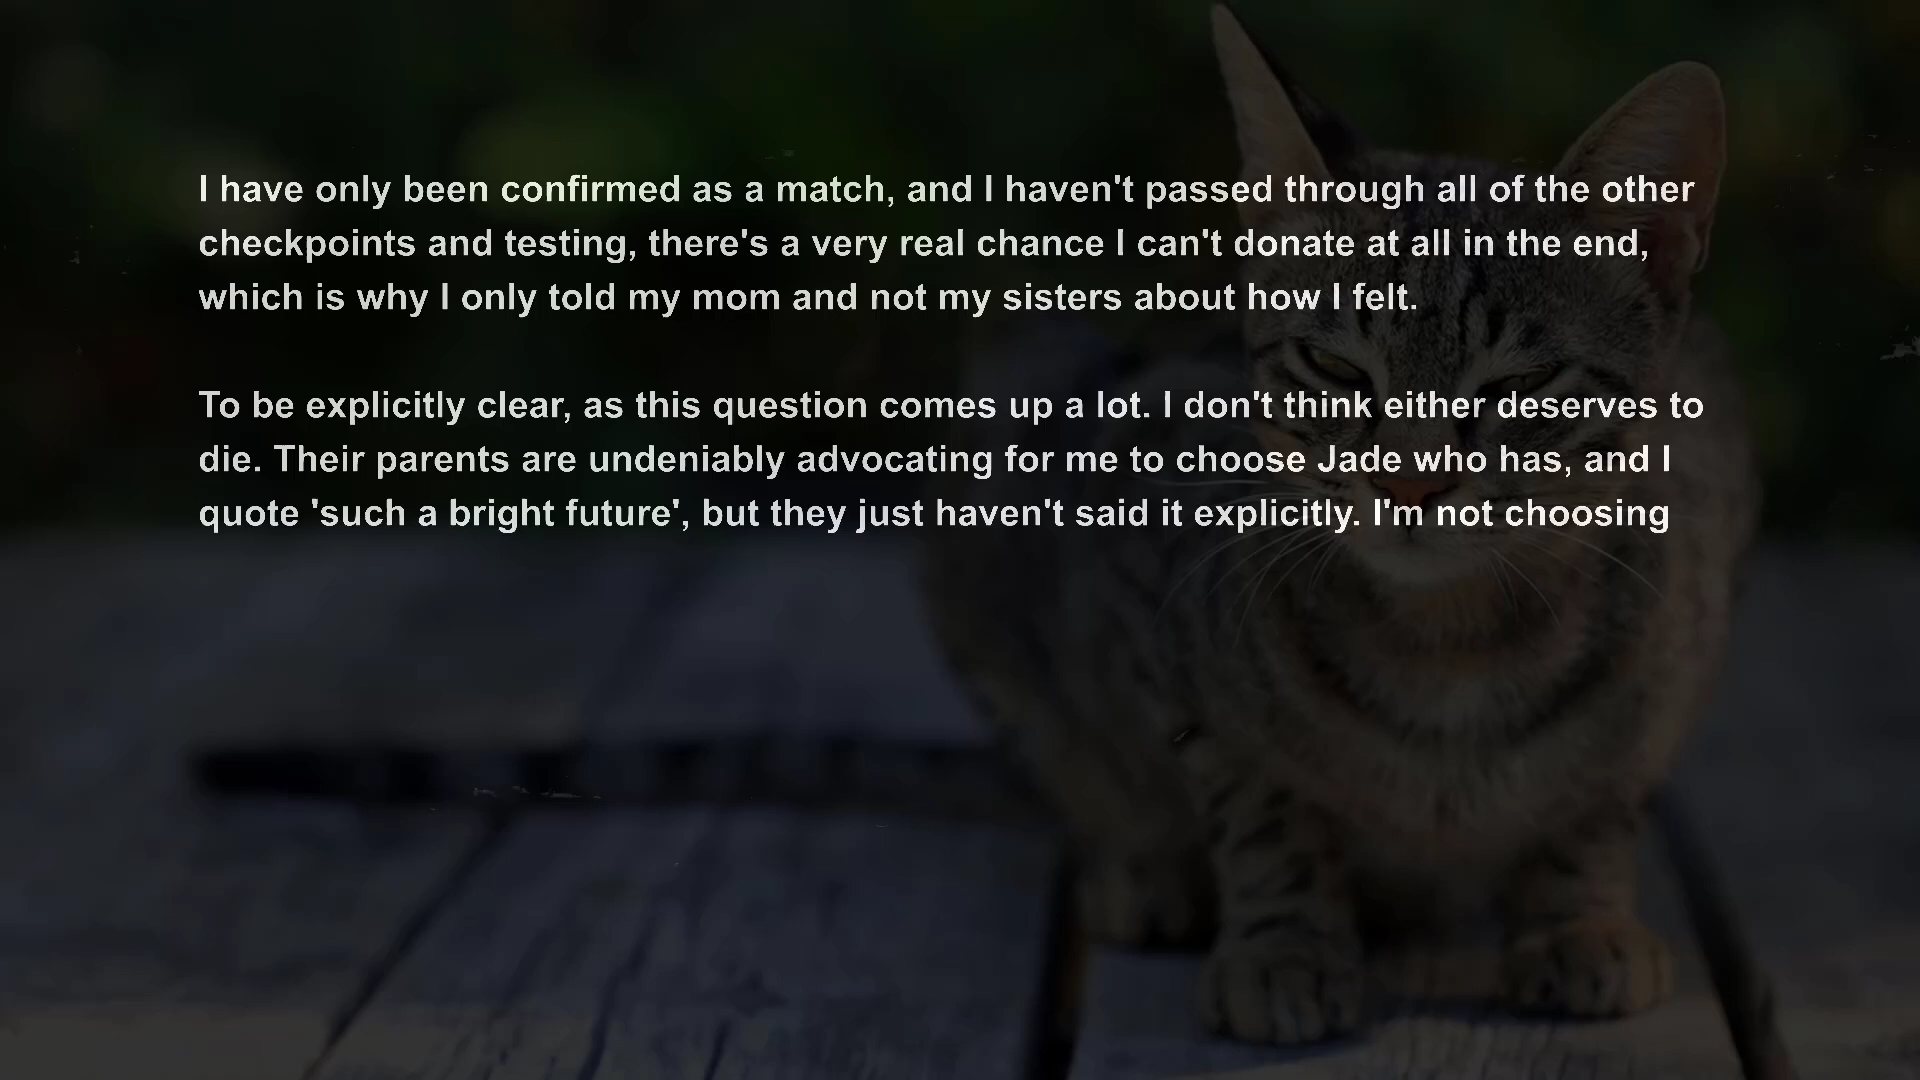 I have only been confirmed as a match, and I haven't passed through all of the other
checkpoints and testing, there's a very real chance I can't donate at all in the end,
which is why I only told my mom and not my sisters about how I felt.
To be explicitly clear, as this question comes up a lot. I don't think either deserves to
die. Their parents are undeniably advocating for me to choose Jade who has, and I
quote 'such a bright future', but they just haven't said it explicitly. I'm not choosing